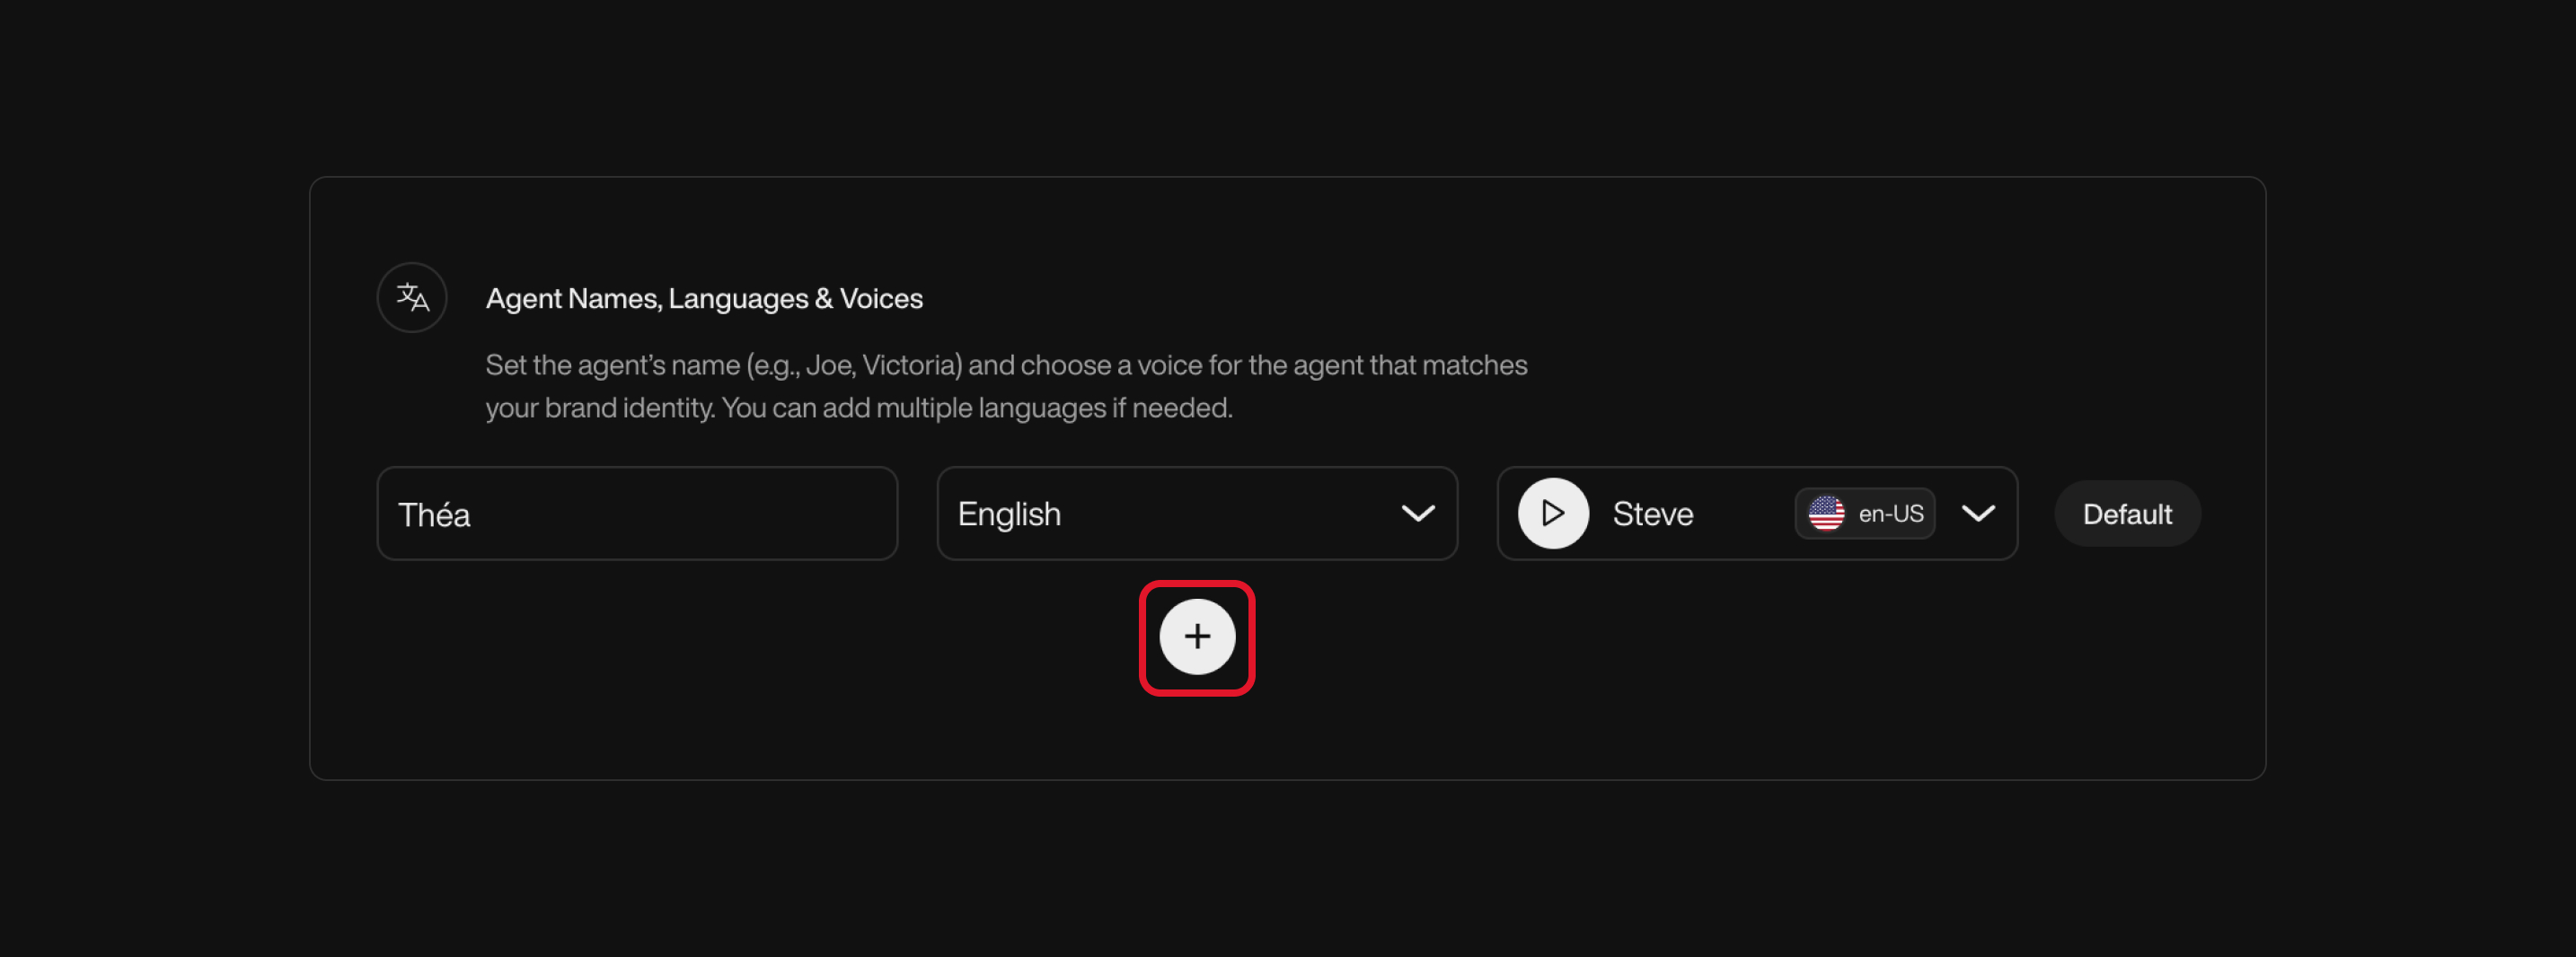 Agent Names, Languages & Voices
Set the agent’s name (e.g., Joe, Victoria) and choose a voice for the agent that matches
your brand identity. You can add multiple languages if needed.
Théa
English
Steve
en-US
Default